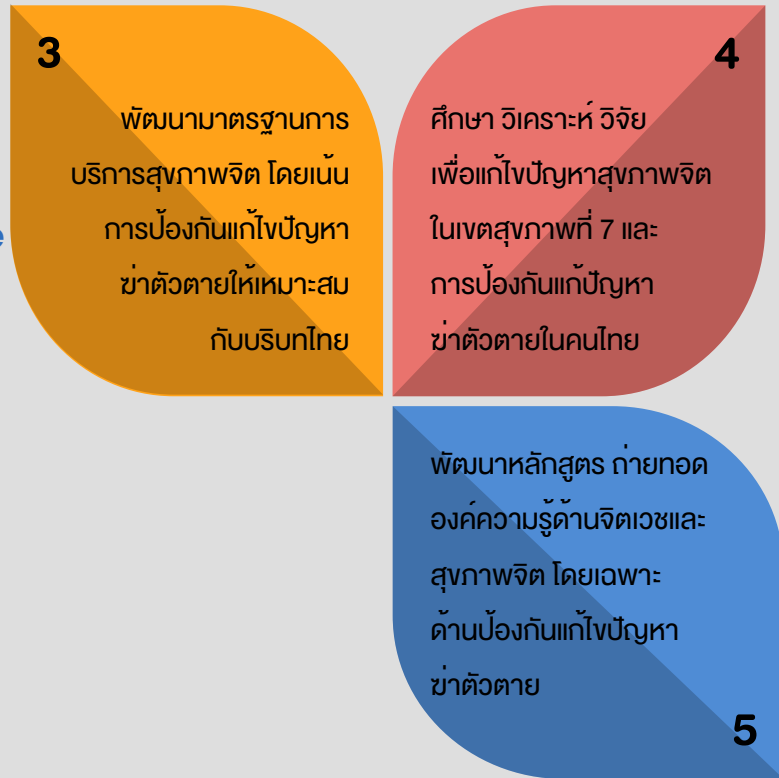 3
พัฒนามาตรฐานการ
บริการสุขภาพจิต โดยเน้น
การป้องกันแก้ไขปัญหา
ฆ่าตัวตายให้เหมาะสม
กับบริบทไทย
4
ศึกษา วิเคราะห์ วิจัย
เพื่อแก้ไขปัญหาสุขภาพจิต
ในเขตสุขภาพที่ 7 และ
การป้องกันแก้ปัญหา
ฆ่าตัวตายในคนไทย
พัฒนาหลักสูตร ถ่ายทอด
องค์ความรู้ด้านจิตเวชและ
สุขภาพจิต โดยเฉพาะ
ด้านป้องกันแก้ไขปัญหา
ฆ่าตัวตาย
5